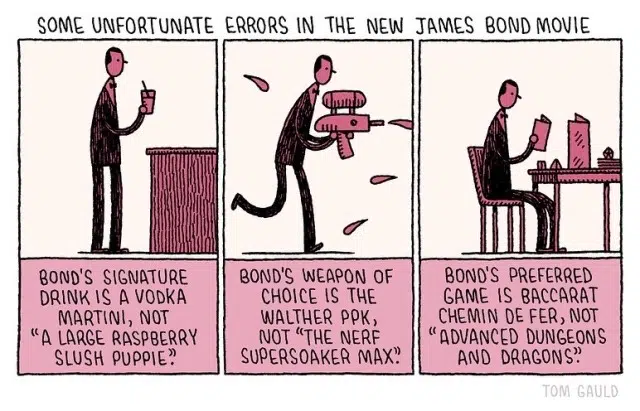 SOME UNFORTUNATE ERRORS IN THE NEW JAMES BOND MOVIE
BOND'S SIGNATURE
DRINK IS A VODKA
MARTINI, NOT
"A LARGE RASPBERRY
SLUSH PUPPIE".
BOND'S WEAPON OF
CHOICE IS THE
WALTHER PPK,
NOT "THE NERF
SUPERSOAKER MAX".
BOND'S PREFERRED
GAME IS BACCARAT
CHEMIN DE FER, NOT
"ADVANCED DUNGEONS
AND DRAGONS".
TOM GAULD